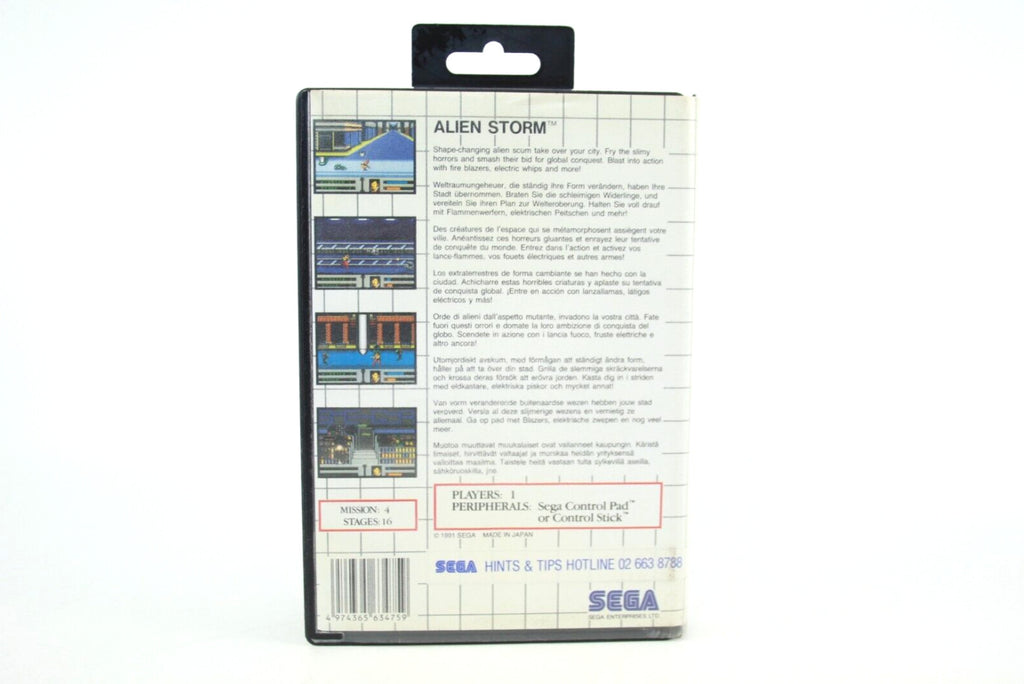 ALIEN STORM™
Shape-changing alien scum take over your city. Fry the slimy
horrors and smash their bid for global conquest. Blast into action
with fire blazers, electric whips and more!
Weltraumungeheuer, die ständig ihre Form verändern, haben Ihre
Stadt übernommen. Braten Sie die schleimigen Widerlinge, und
vereiteln Sie ihren Plan zur Welteroberung. Halten Sie voll drauf
mit Flammenwerfern, elektrischen Peitschen und mehr!
Des créatures de l'espace qui se métamorphosent assiègent votre
ville. Anéantissez ces horreurs gluantes et enrayez leur tentative
de conquête du monde. Entrez dans l'action et activez vos
lance-flammes, vos fouets électriques et autres armes!
Los extraterrestres de forma cambiante se han hecho con la
ciudad. Achicharre estas horribles criaturas y aplaste su tentativa
de conquista global. ¡Entre en acción con lanzallamas, látigos
eléctricos y más!
Orde di alieni dall'aspetto mutante, invadono la vostra città. Fate
fuori questi orrori e domate la loro ambizione di conquista del
globo. Scendete in azione con i lancia fuoco, fruste elettriche e
altro ancora!
Utomjordiskt avskum, med förmågan att ständigt ändra form,
håller på att ta över din stad. Grilla de slemmiga skräckvarelserna
och krossa deras försök att erövra jorden. Kasta dig in i striden
med eldkastare, elektriska piskor och mycket annat!
Van vorm veranderende buitenaardse wezen hebben jouw stad
veroverd. Versla al deze slijmerige wezens en vernietig ze
allemaal. Ga op pad met Blazers, elektrische zwepen en nog veel
meer.
Muotoa muuttavat muukalaiset ovat vallanneet kaupungin. Käristä
limaiset, hirvittävät valtaajat ja murskaa heidän yrityksensä
valloittaa maailma. Taistele heitä vastaan tulta sylkevillä aseilla,
sähköruoskilla, jne.
MISSION: 4
STAGES: 16
PLAYERS: 1
PERIPHERALS: Sega Control Pad™
or Control Stick™
© 1991 SEGA MADE IN JAPAN
SEGA HINTS & TIPS HOTLINE 02 663 8788
4 974365 634759
SEGA
SEGA ENTERPRISES LTD.